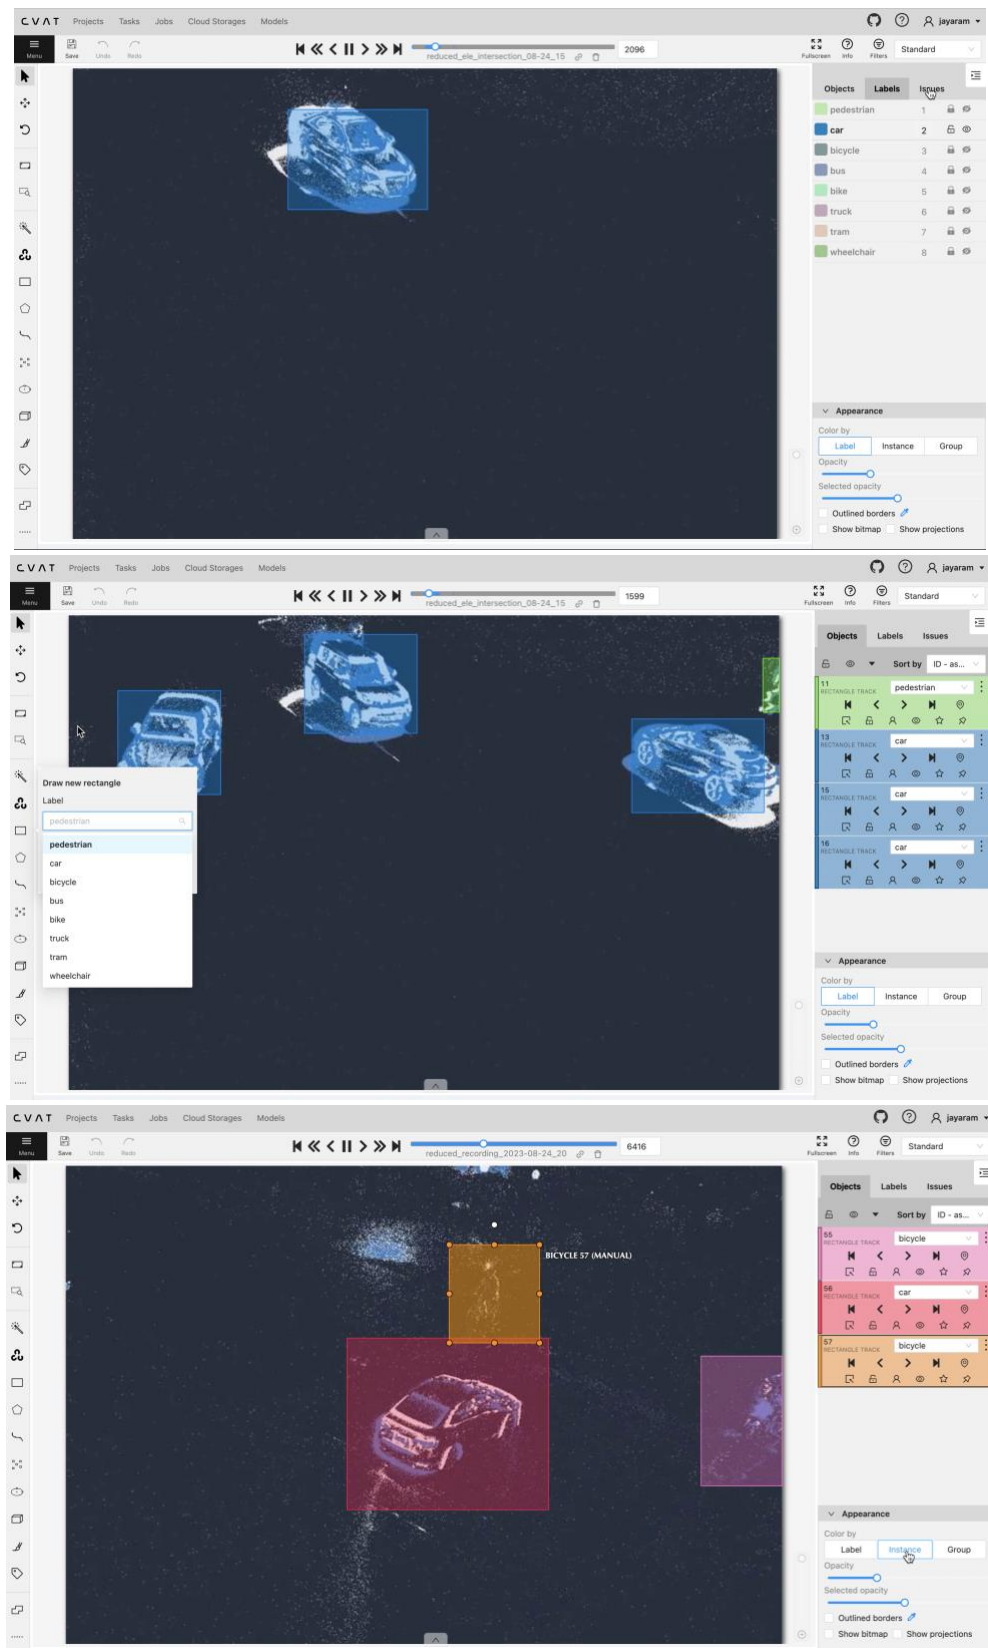 CVAT Projects Tasks Jobs Cloud Storages Models jayaram
Menu Save Undo Redo reduced_ele_intersection_08-24_15 2096 Fullscreen Info Filters Standard
Objects Labels Issues
pedestrian 1
car 2
bicycle 3
bus 4
bike 5
truck 6
tram 7
wheelchair 8
Appearance
Color by
Label Instance Group
Opacity
Selected opacity
Outlined borders
Show bitmap Show projections
CVAT Projects Tasks Jobs Cloud Storages Models jayaram
Menu Save Undo Redo reduced_ele_intersection_08-24_15 1599 Fullscreen Info Filters Standard
Objects Labels Issues
Sort by ID - as...
11 pedestrian
RECTANGLE TRACK
13 car
RECTANGLE TRACK
15 car
RECTANGLE TRACK
16 car
RECTANGLE TRACK
Draw new rectangle
Label
pedestrian
pedestrian
car
bicycle
bus
bike
truck
tram
wheelchair
Appearance
Color by
Label Instance Group
Opacity
Selected opacity
Outlined borders
Show bitmap Show projections
CVAT Projects Tasks Jobs Cloud Storages Models jayaram
Menu Save Undo Redo reduced_recording_2023-08-24_20 6416 Fullscreen Info Filters Standard
Objects Labels Issues
Sort by ID - as...
55 bicycle
RECTANGLE TRACK
56 car
RECTANGLE TRACK
57 bicycle
RECTANGLE TRACK
BICYCLE 57 (MANUAL)
Appearance
Color by
Label Instance Group
Opacity
Selected opacity
Outlined borders
Show bitmap Show projections